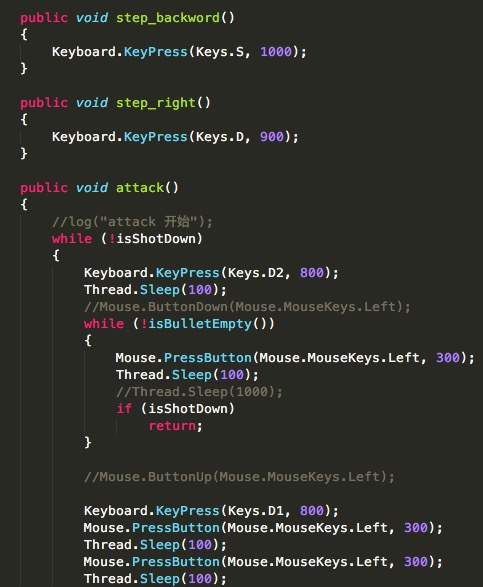 public void step_backword()
{
    Keyboard.KeyPress(Keys.S, 1000);
}

public void step_right()
{
    Keyboard.KeyPress(Keys.D, 900);
}

public void attack()
{
    //log("attack 开始");
    while (!isShotDown)
    {
        Keyboard.KeyPress(Keys.D2, 800);
        Thread.Sleep(100);
        //Mouse.ButtonDown(Mouse.MouseKeys.Left);
        while (!isBulletEmpty())
        {
            Mouse.PressButton(Mouse.MouseKeys.Left, 300);
            Thread.Sleep(100);
            //Thread.Sleep(1000);
            if (isShotDown)
                return;
        }

        //Mouse.ButtonUp(Mouse.MouseKeys.Left);

        Keyboard.KeyPress(Keys.D1, 800);
        Mouse.PressButton(Mouse.MouseKeys.Left, 300);
        Thread.Sleep(100);
        Mouse.PressButton(Mouse.MouseKeys.Left, 300);
        Thread.Sleep(100);